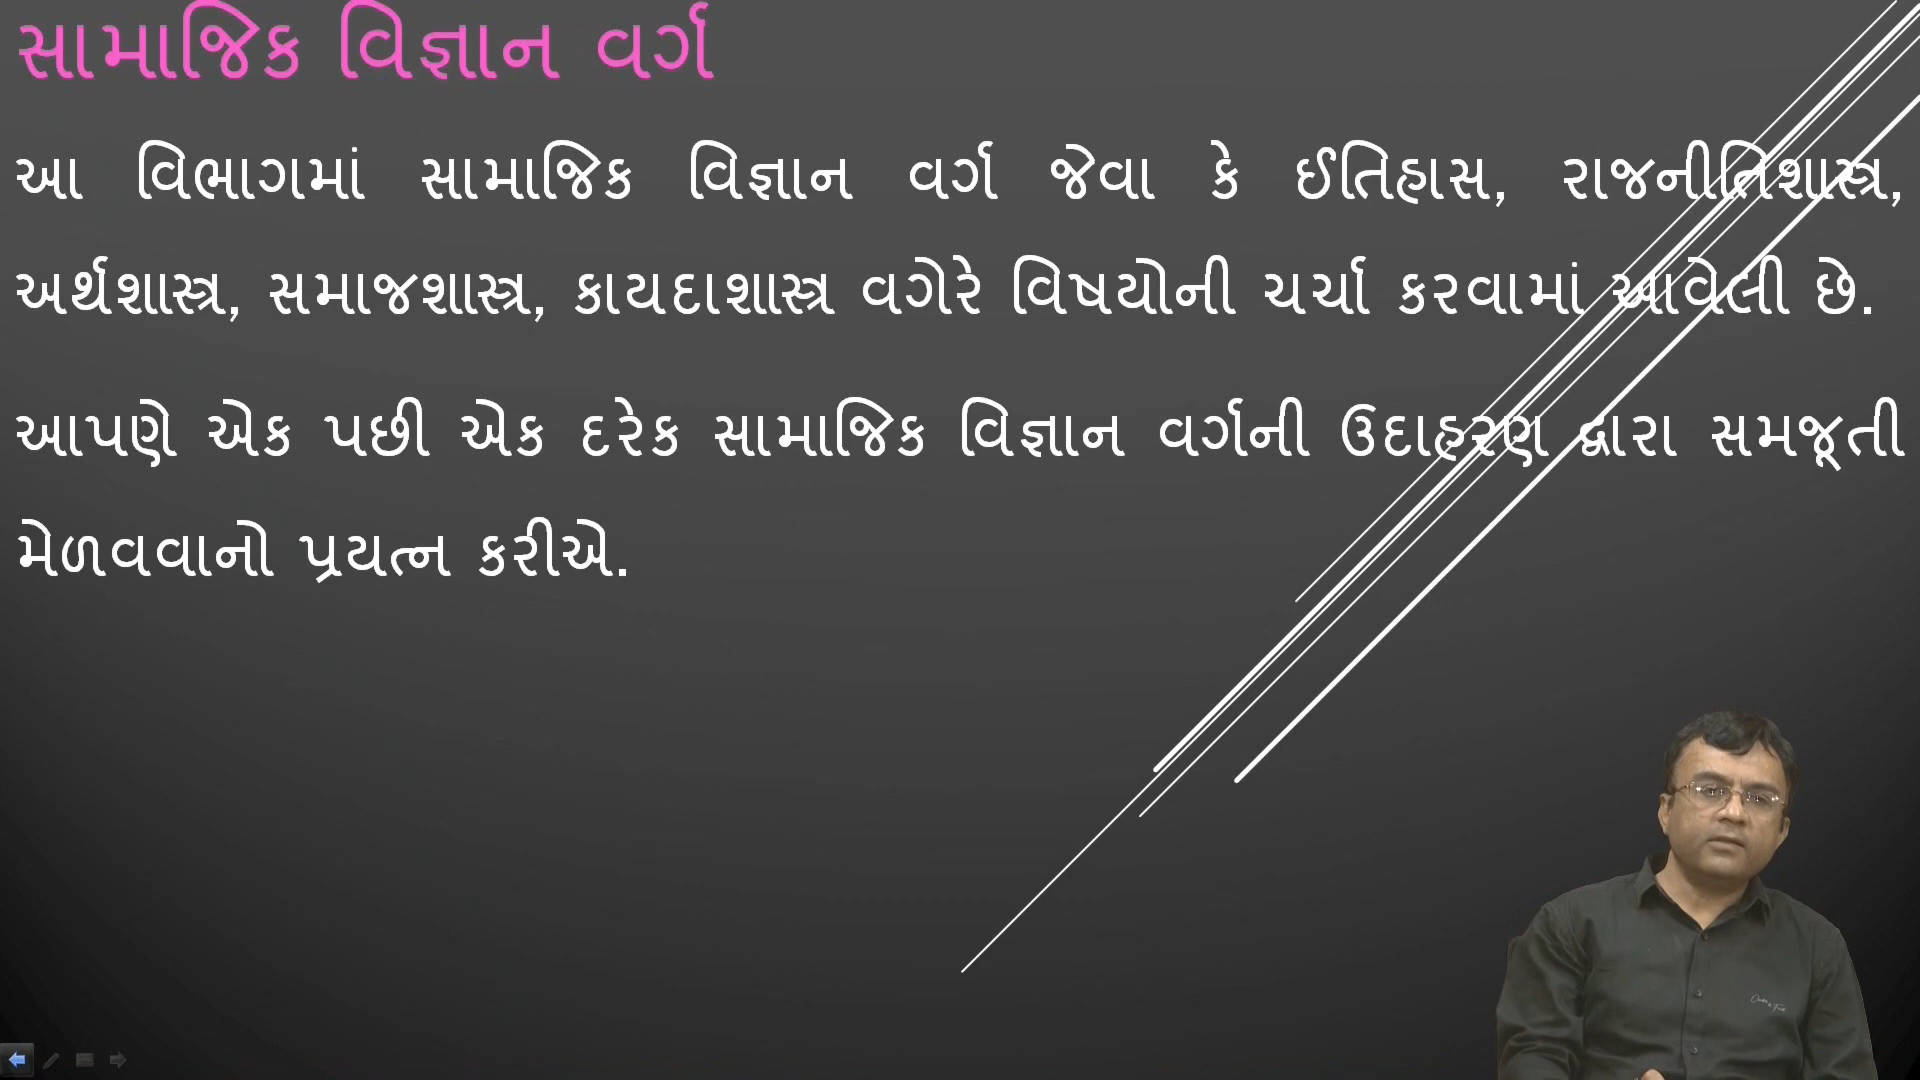 સામાજિક વિજ્ઞાન વર્ગ
આ વિભાગમાં સામાજિક વિજ્ઞાન વર્ગ જેવા કે ઈતિહાસ, રાજનીતિશાસ્ત્ર,
અર્થશાસ્ત્ર, સમાજશાસ્ત્ર, કાયદાશાસ્ત્ર વગેરે વિષયોની ચર્ચા કરવામાં આવેલી છે.
આપણે એક પછી એક દરેક સામાજિક વિજ્ઞાન વર્ગની ઉદાહરણ દ્વારા સમજૂતી
મેળવવાનો પ્રયત્ન કરીએ.